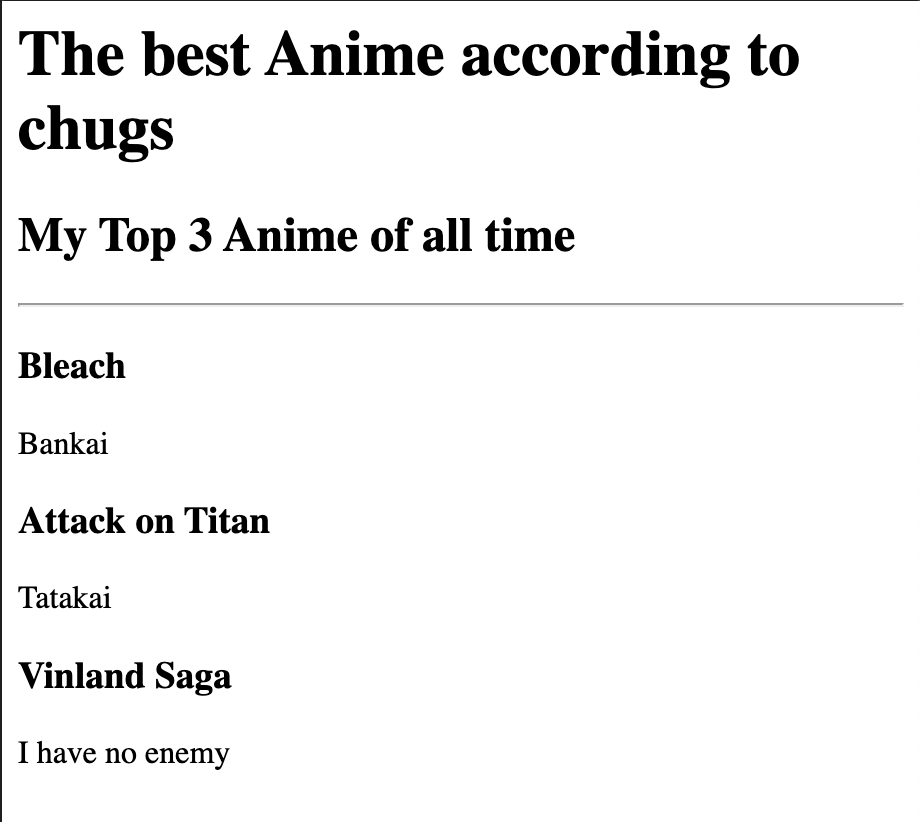 The best Anime according to
chugs
My Top 3 Anime of all time
Bleach
Bankai
Attack on Titan
Tatakai
Vinland Saga
I have no enemy